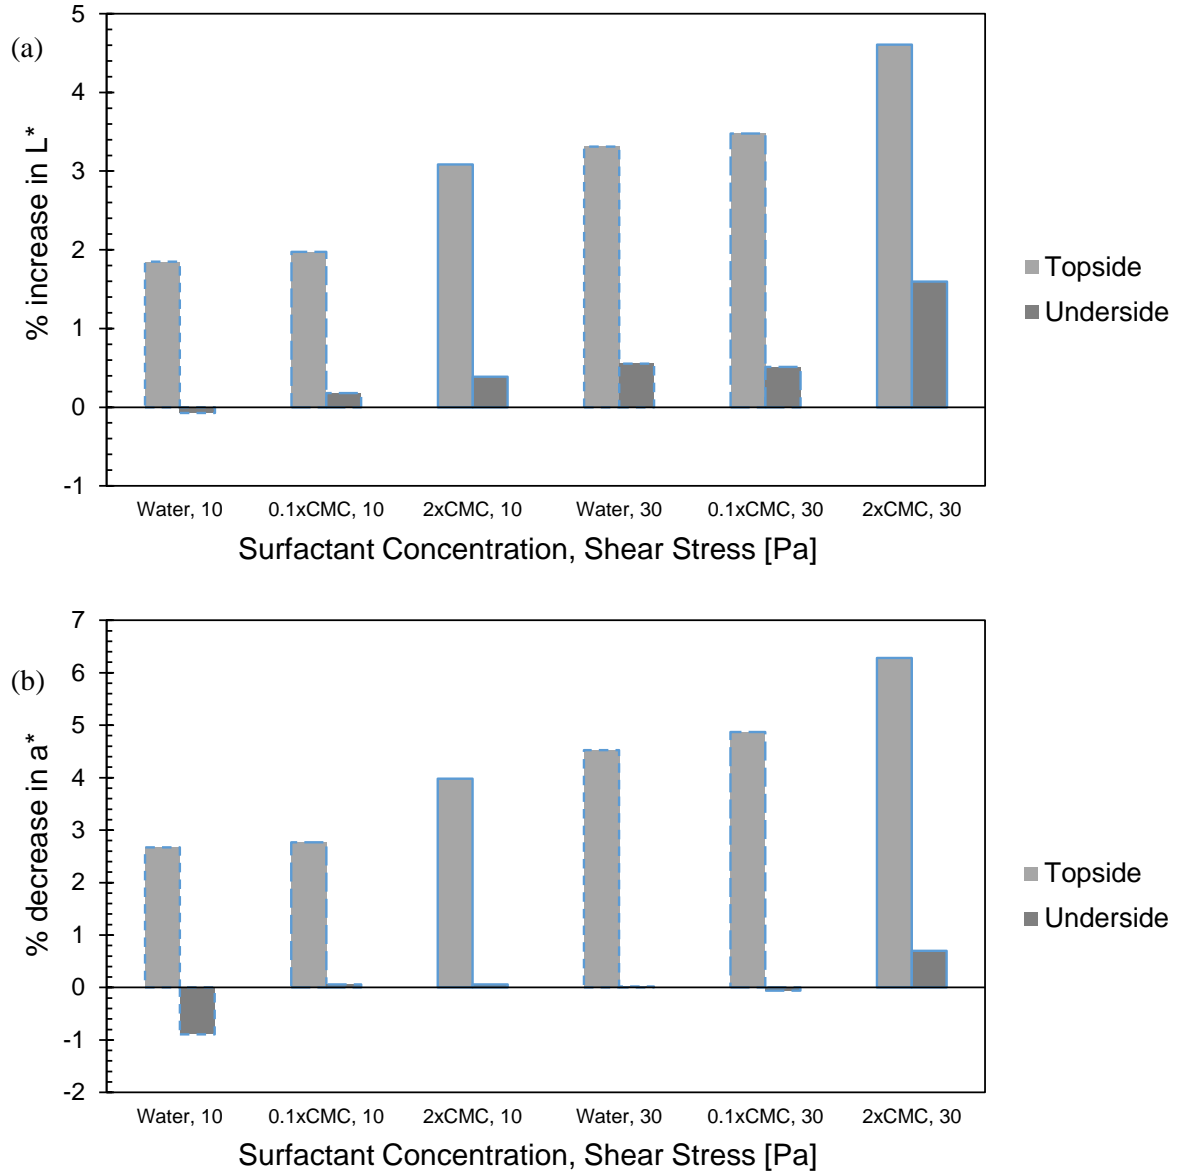 (a)
% increase in L*
5
4
3
2
1
0
-1
Water, 10 0.1xCMC, 10 2xCMC, 10 Water, 30 0.1xCMC, 30 2xCMC, 30
Surfactant Concentration, Shear Stress [Pa]
Topside
Underside
(b)
% decrease in a*
7
6
5
4
3
2
1
0
-1
-2
Water, 10 0.1xCMC, 10 2xCMC, 10 Water, 30 0.1xCMC, 30 2xCMC, 30
Surfactant Concentration, Shear Stress [Pa]
Topside
Underside